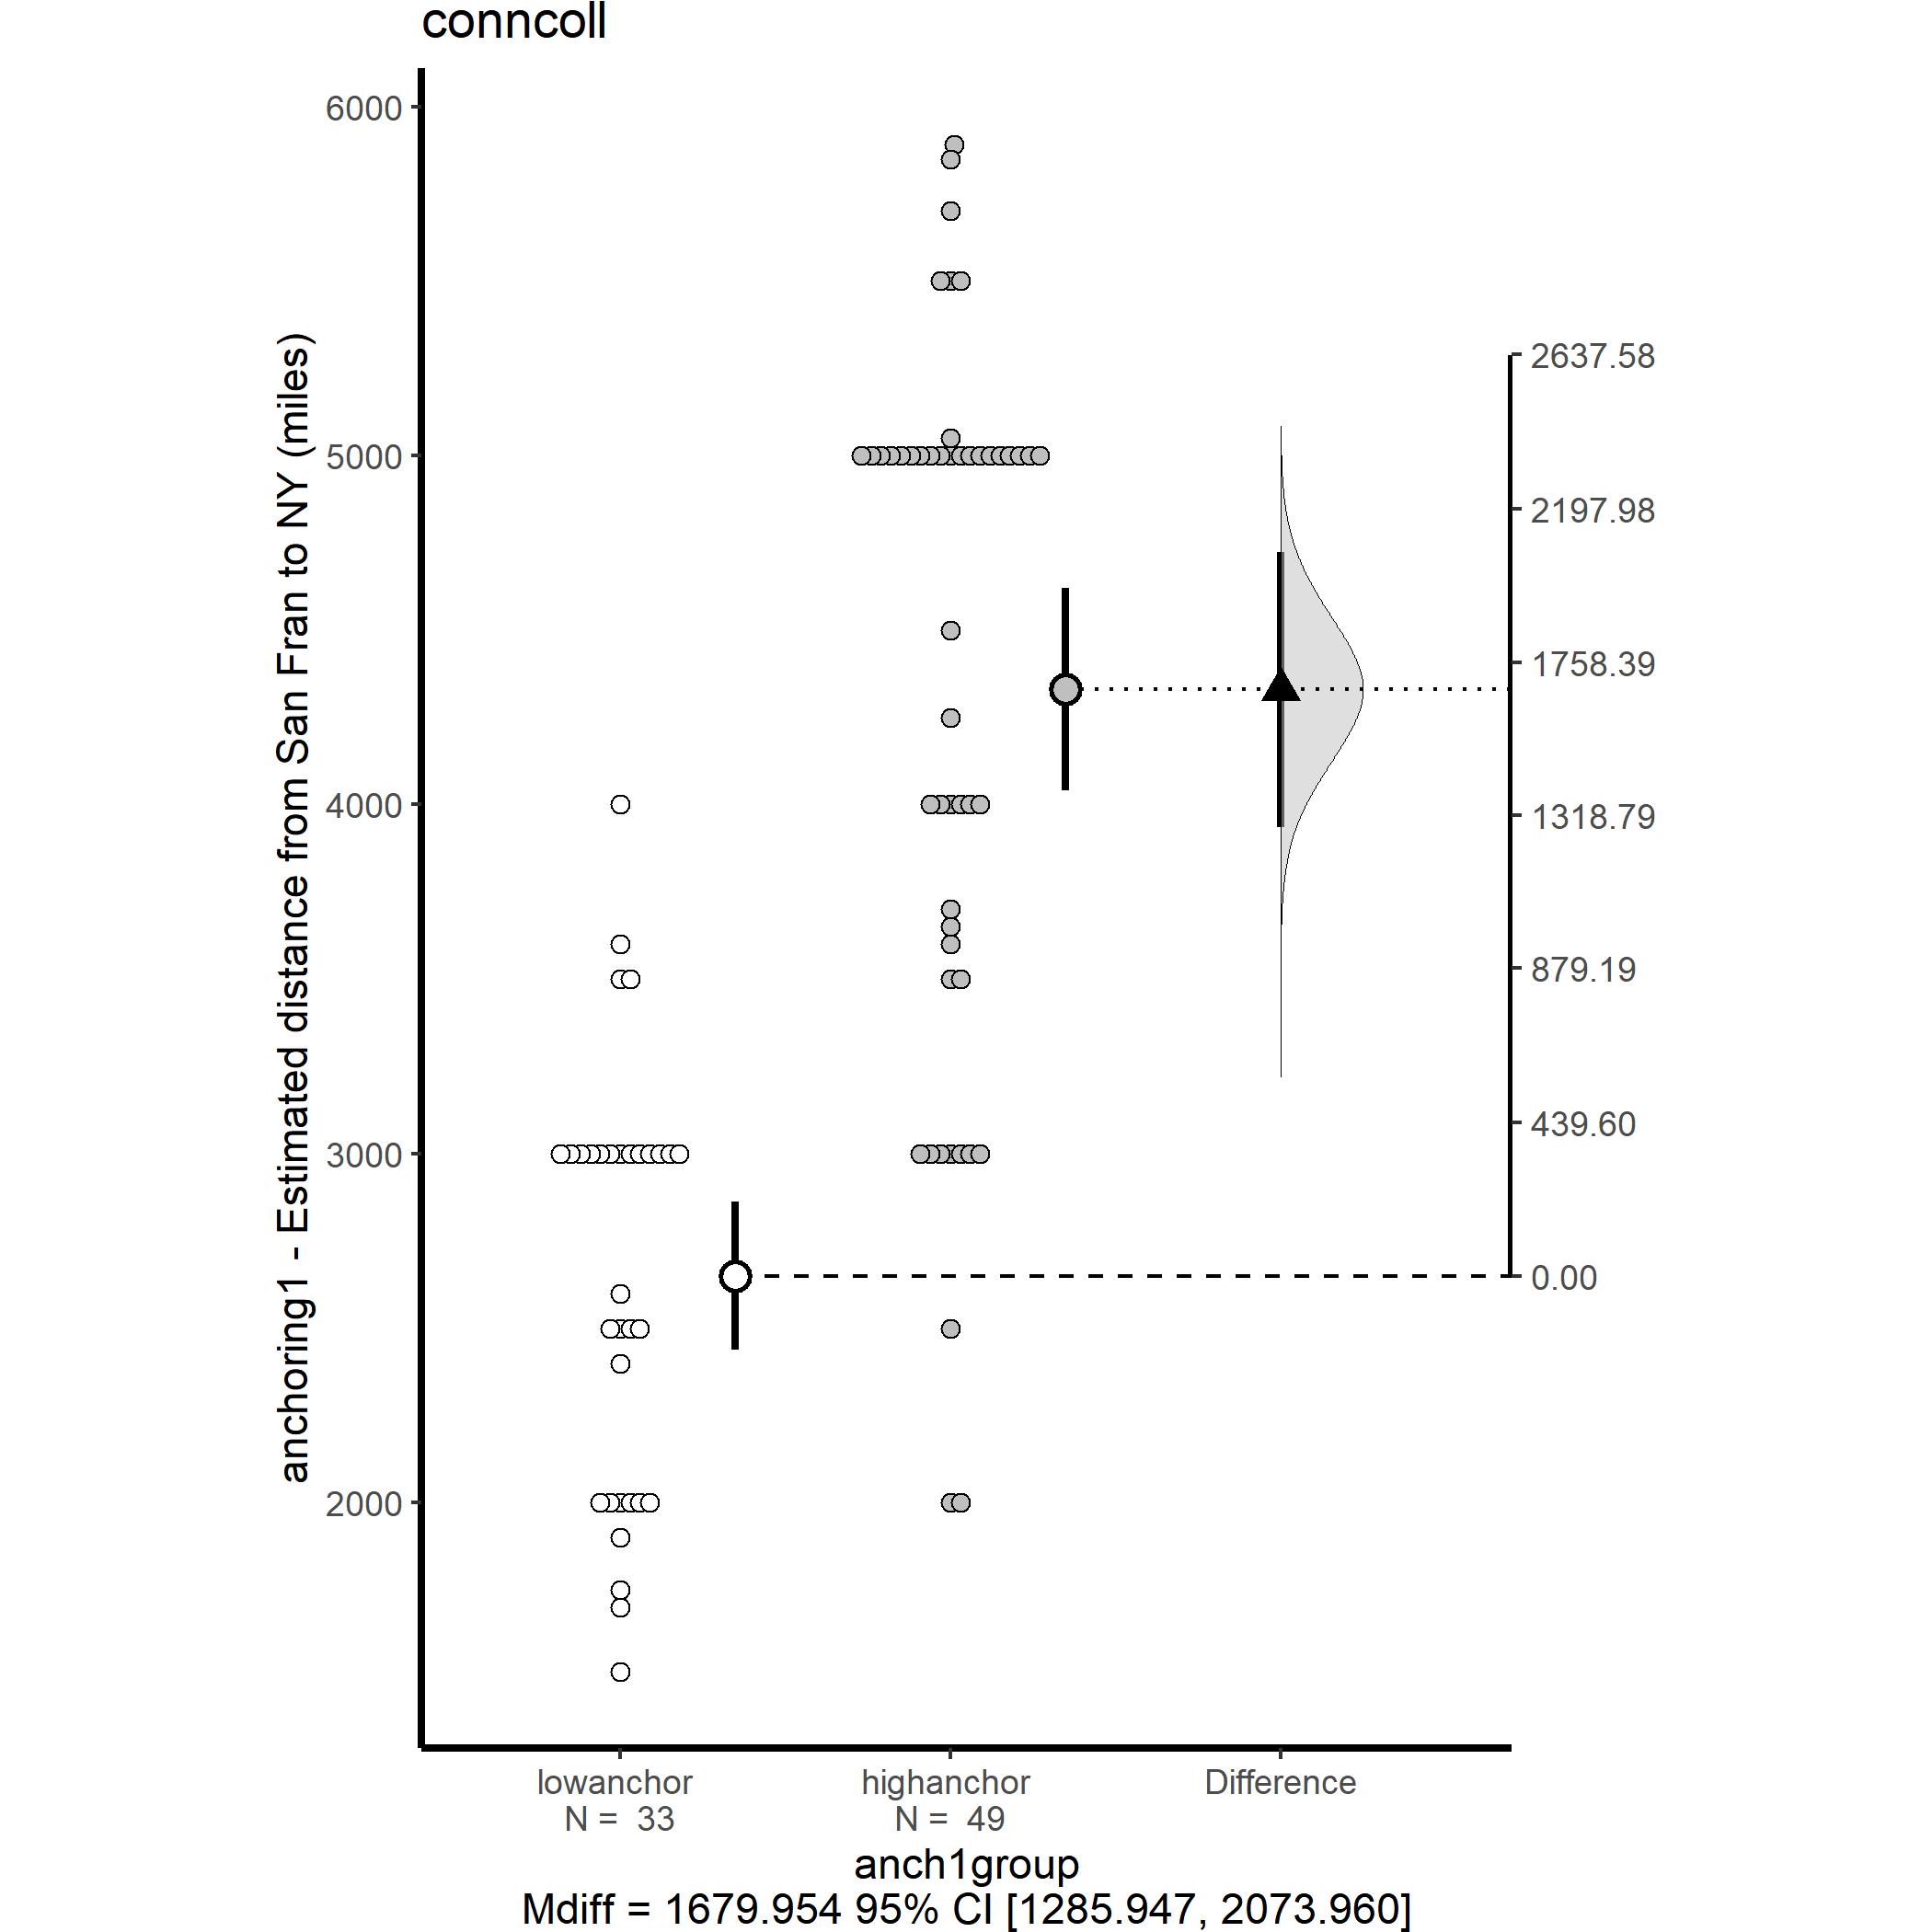 conncoll
anchoring1 - Estimated distance from San Fran to NY (miles)
6000
5000
4000
3000
2000
2637.58
2197.98
1758.39
1318.79
879.19
439.60
0.00
lowanchor
N =  33
highanchor
N =  49
Difference
anch1group
Mdiff = 1679.954 95% CI [1285.947, 2073.960]